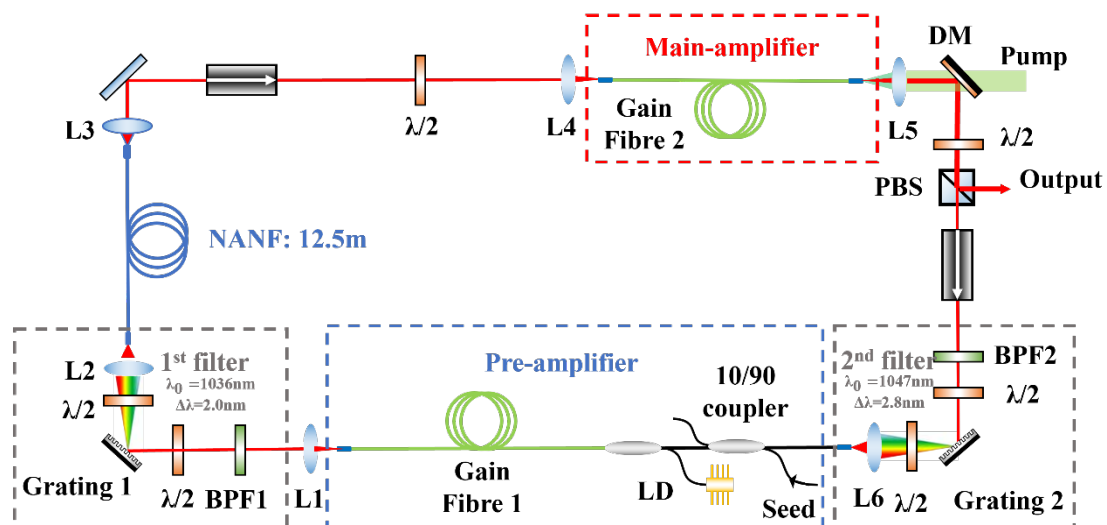 DM
Main-amplifier
Pump
L3
λ/2
L4
Gain
Fibre 2
L5
λ/2
PBS
Output
NANF: 12.5m
L2
1st filter
λ0 =1036nm
Δλ=2.0nm
λ/2
Pre-amplifier
10/90
coupler
2nd filter
λ0 =1047nm
Δλ=2.8nm
BPF2
λ/2
Grating 1
λ/2
BPF1
L1
Gain
Fibre 1
LD
Seed
L6
λ/2
Grating 2